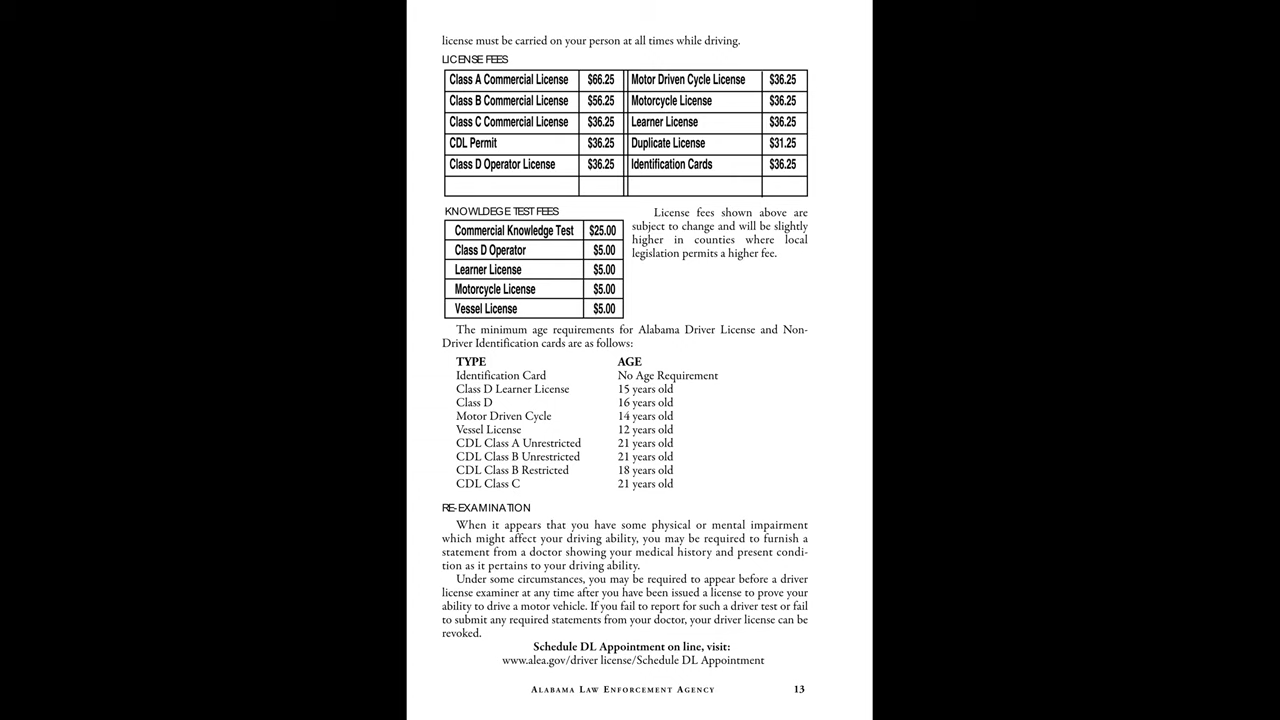 license must be carried on your person at all times while driving.
LICENSE FEES
Class A Commercial License $66.25 Motor Driven Cycle License $36.25
Class B Commercial License $56.25 Motorcycle License $36.25
Class C Commercial License $36.25 Learner License $36.25
CDL Permit $36.25 Duplicate License $31.25
Class D Operator License $36.25 Identification Cards $36.25
KNOWLDEGE TEST FEES
Commercial Knowledge Test $25.00
Class D Operator $5.00
Learner License $5.00
Motorcycle License $5.00
Vessel License $5.00
License fees shown above are
subject to change and will be slightly
higher in counties where local
legislation permits a higher fee.
The minimum age requirements for Alabama Driver License and Non-
Driver Identification cards are as follows:
TYPE AGE
Identification Card No Age Requirement
Class D Learner License 15 years old
Class D 16 years old
Motor Driven Cycle 14 years old
Vessel License 12 years old
CDL Class A Unrestricted 21 years old
CDL Class B Unrestricted 21 years old
CDL Class B Restricted 18 years old
CDL Class C 21 years old
RE-EXAMINATION
When it appears that you have some physical or mental impairment
which might affect your driving ability, you may be required to furnish a
statement from a doctor showing your medical history and present condi-
tion as it pertains to your driving ability.
Under some circumstances, you may be required to appear before a driver
license examiner at any time after you have been issued a license to prove your
ability to drive a motor vehicle. If you fail to report for such a driver test or fail
to submit any required statements from your doctor, your driver license can be
revoked.
Schedule DL Appointment on line, visit:
www.alea.gov/driver license/Schedule DL Appointment
ALABAMA LAW ENFORCEMENT AGENCY 13